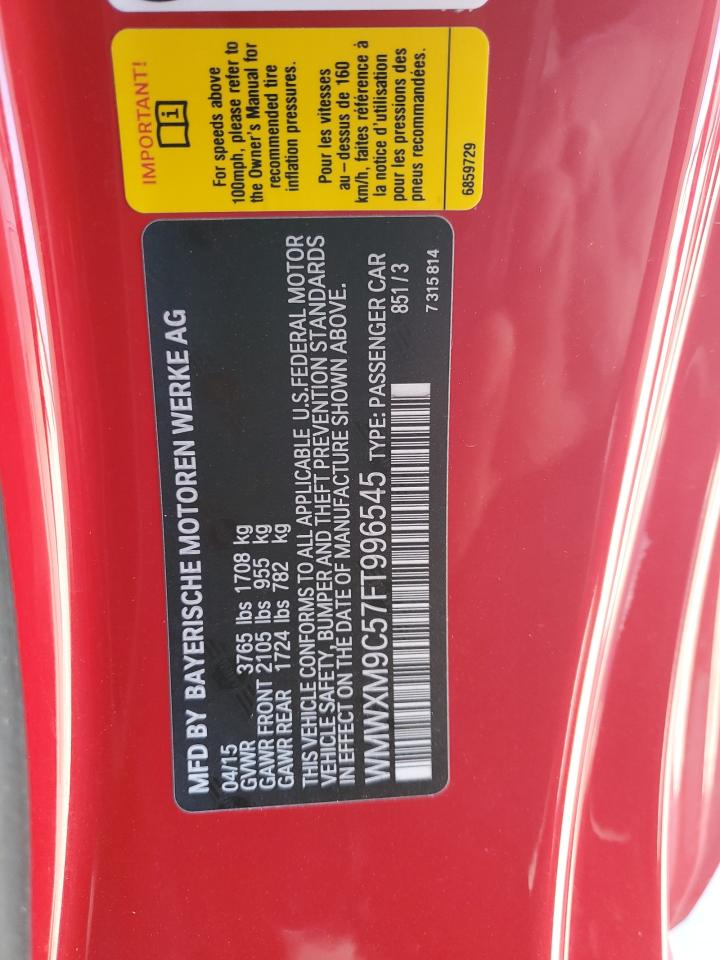 MFD BY BAYERISCHE MOTOREN WERKE AG
04/15
GVWR 3765 lbs 1708 kg
GAWR FRONT 2105 lbs 955 kg
GAWR REAR 1724 lbs 782 kg
THIS VEHICLE CONFORMS TO ALL APPLICABLE U.S.FEDERAL MOTOR
VEHICLE SAFETY, BUMPER AND THEFT PREVENTION STANDARDS
IN EFFECT ON THE DATE OF MANUFACTURE SHOWN ABOVE.
WMWXM9C57FT996545 TYPE: PASSENGER CAR
851/3
7315814
IMPORTANT!
For speeds above
100mph, please refer to
the Owner's Manual for
recommended tire
inflation pressures.
Pour les vitesses
au-dessus de 160
km/h, faites référence à
la notice d'utilisation
pour les pressions des
pneus recommandées.
6859729